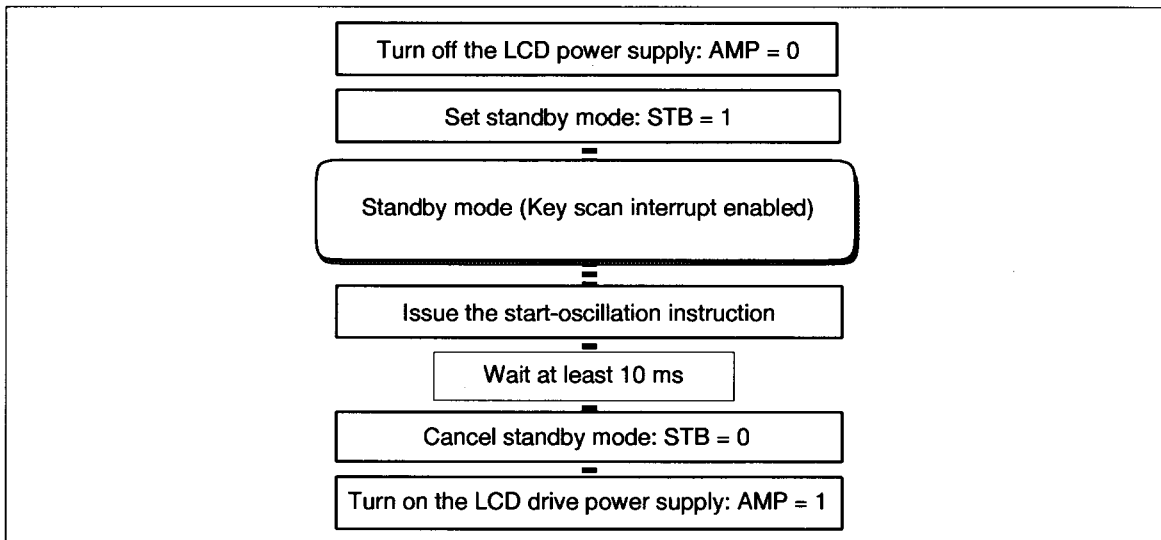 Turn off the LCD power supply: AMP = 0
Set standby mode: STB = 1
Standby mode (Key scan interrupt enabled)
Issue the start-oscillation instruction
Wait at least 10 ms
Cancel standby mode: STB = 0
Turn on the LCD drive power supply: AMP = 1